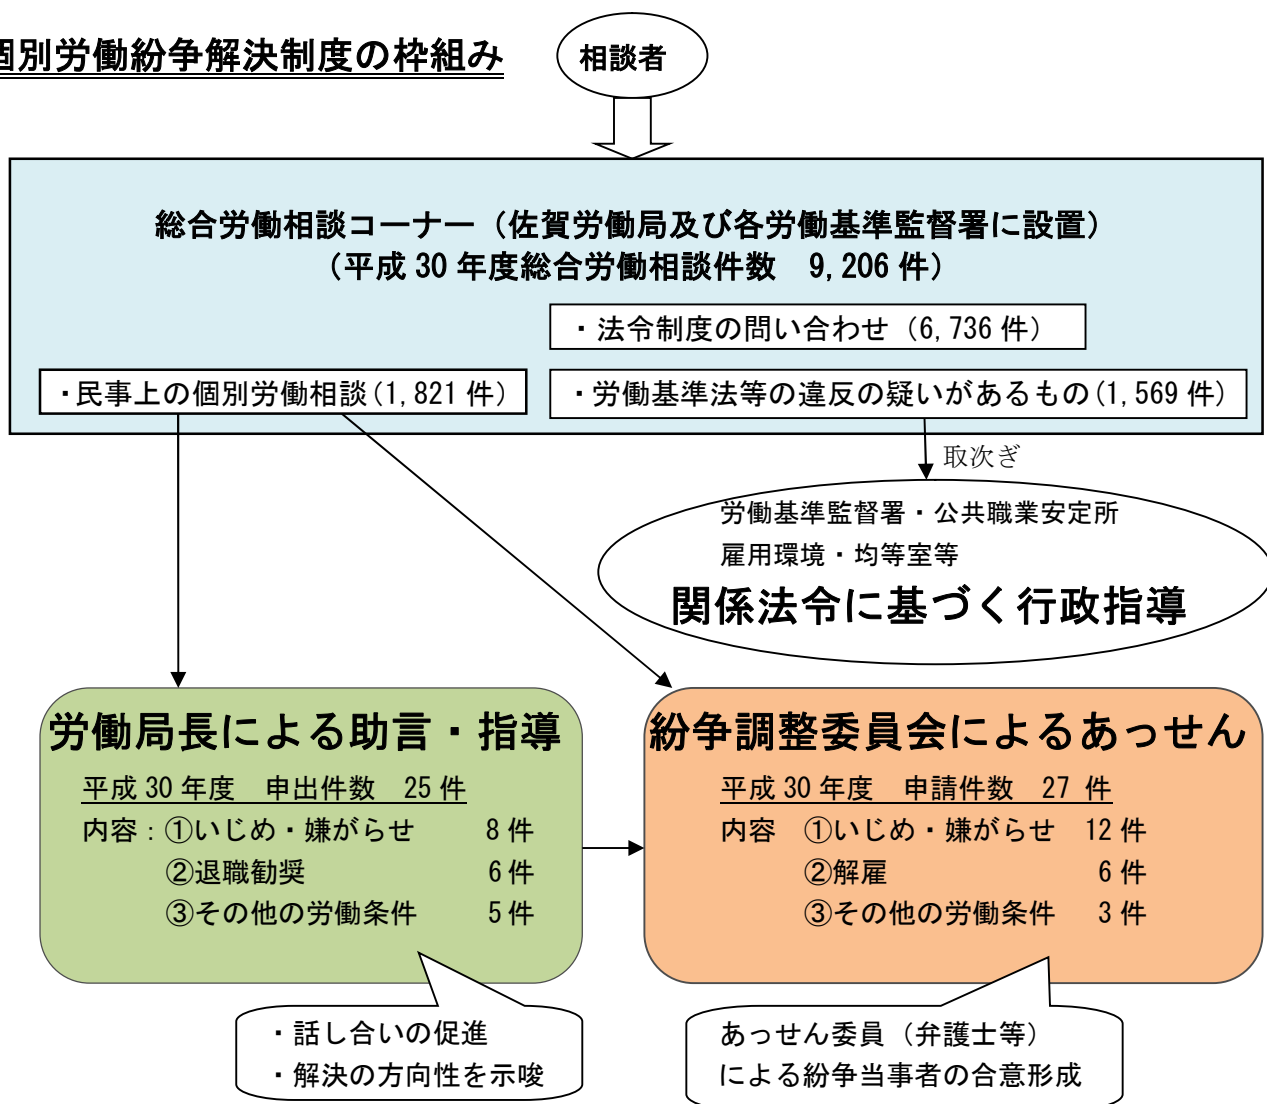 個別労働紛争解決制度の枠組み
相談者
総合労働相談コーナー（佐賀労働局及び各労働基準監督署に設置）
（平成 30 年度総合労働相談件数　9,206 件）
・法令制度の問い合わせ（6,736 件）
・民事上の個別労働相談(1,821 件)
・労働基準法等の違反の疑いがあるもの(1,569 件)
取次ぎ
労働基準監督署・公共職業安定所
雇用環境・均等室等
関係法令に基づく行政指導
労働局長による助言・指導
平成 30 年度　申出件数　25 件
内容：①いじめ・嫌がらせ　8 件
②退職勧奨　6 件
③その他の労働条件　5 件
紛争調整委員会によるあっせん
平成 30 年度　申請件数　27 件
内容　①いじめ・嫌がらせ　12 件
②解雇　6 件
③その他の労働条件　3 件
・話し合いの促進
・解決の方向性を示唆
あっせん委員（弁護士等）
による紛争当事者の合意形成